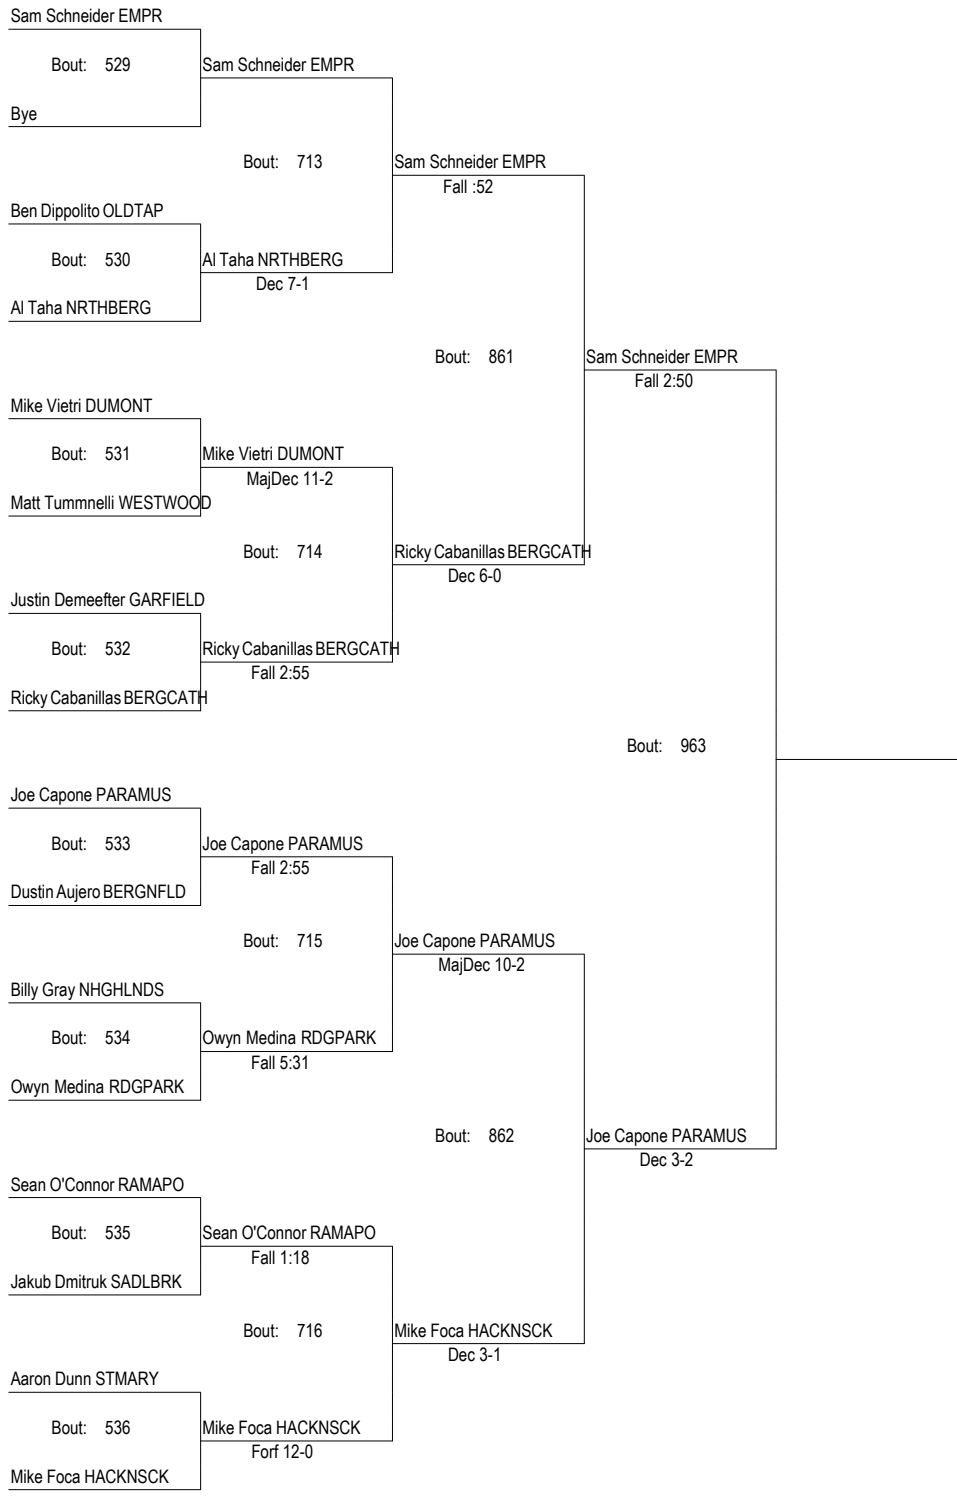 Sam Schneider EMPR
Bout: 529
Sam Schneider EMPR
Bye
Bout: 713
Sam Schneider EMPR
Fall :52
Ben Dippolito OLDTAP
Bout: 530
Al Taha NRTHBERG
Dec 7-1
Al Taha NRTHBERG
Bout: 861
Sam Schneider EMPR
Fall 2:50
Mike Vietri DUMONT
Bout: 531
Mike Vietri DUMONT
MajDec 11-2
Matt Tummnelli WESTWOOD
Bout: 714
Ricky Cabanillas BERGCATH
Dec 6-0
Justin Demeefter GARFIELD
Bout: 532
Ricky Cabanillas BERGCATH
Fall 2:55
Ricky Cabanillas BERGCATH
Bout: 963
Joe Capone PARAMUS
Bout: 533
Joe Capone PARAMUS
Fall 2:55
Dustin Aujero BERGNFLD
Bout: 715
Joe Capone PARAMUS
MajDec 10-2
Billy Gray NHGHLNDS
Bout: 534
Owyn Medina RDGPARK
Fall 5:31
Owyn Medina RDGPARK
Bout: 862
Joe Capone PARAMUS
Dec 3-2
Sean O'Connor RAMAPO
Bout: 535
Sean O'Connor RAMAPO
Fall 1:18
Jakub Dmitruk SADLBRK
Bout: 716
Mike Foca HACKNSCK
Dec 3-1
Aaron Dunn STMARY
Bout: 536
Mike Foca HACKNSCK
Forf 12-0
Mike Foca HACKNSCK